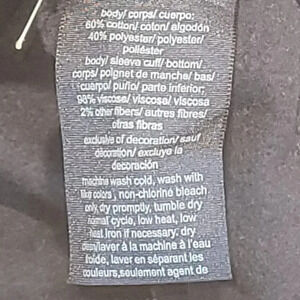 body/ corps/ cuerpo:
60% cotton/ coton/ algodón
40% polyester/ polyester/
poliéster
body/ sleeve cuff/ bottom/
corps/ poignet de manche/ bas/
cuerpo/ puño/ parte inferior:
98% viscose/ viscose/ viscosa
2% other fibers/ autres fibres/
otras fibras
exclusive of decoration/ sauf
décoration/ excluye la
decoración
machine wash cold, wash with
like colors, non-chlorine bleach
only, dry promptly, tumble dry
normal cycle, low heat, low
heat iron if necessary. dry
clean/laver à la machine à l'eau
froide, laver en séparant les
couleurs,seulement agent de